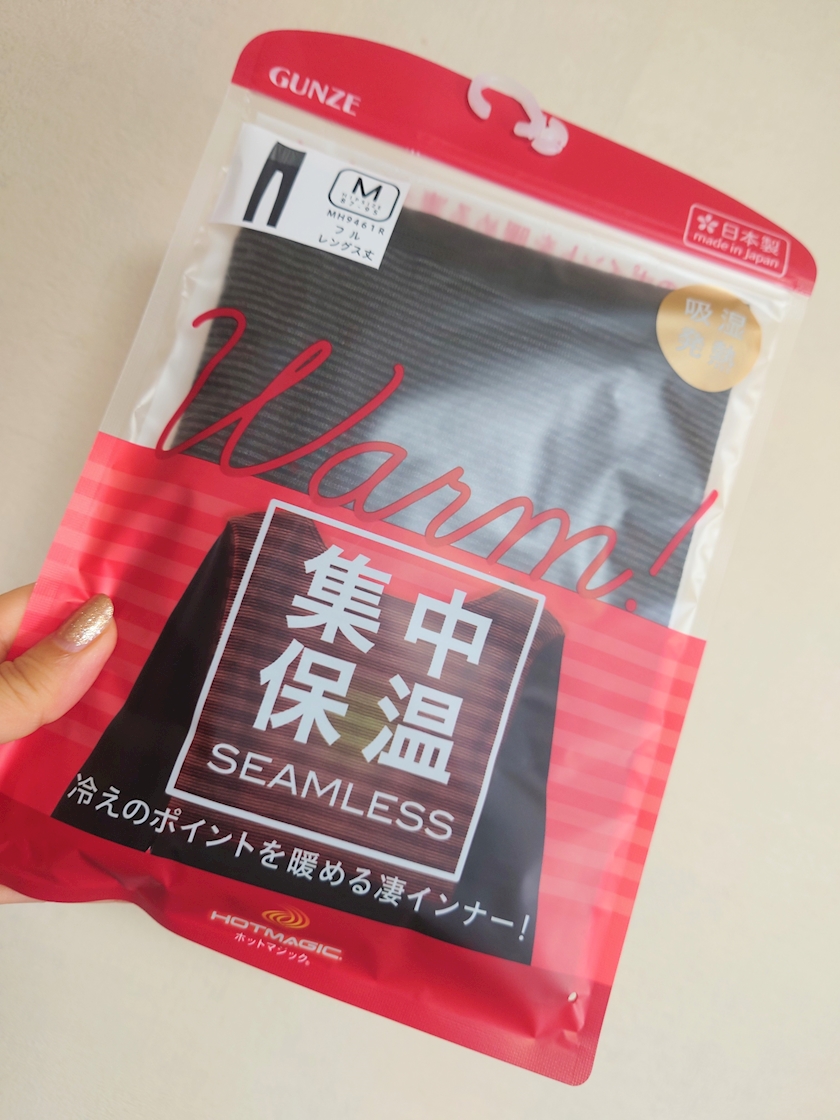 GUNZE
M
87-95
MH9461R
フル
レングス丈
日本製
made in japan
吸湿
発熱
Warm!
集中
保温
SEAMLESS
冷えのポイントを暖める凄インナー!
HOTMAGIC
ホットマジック®